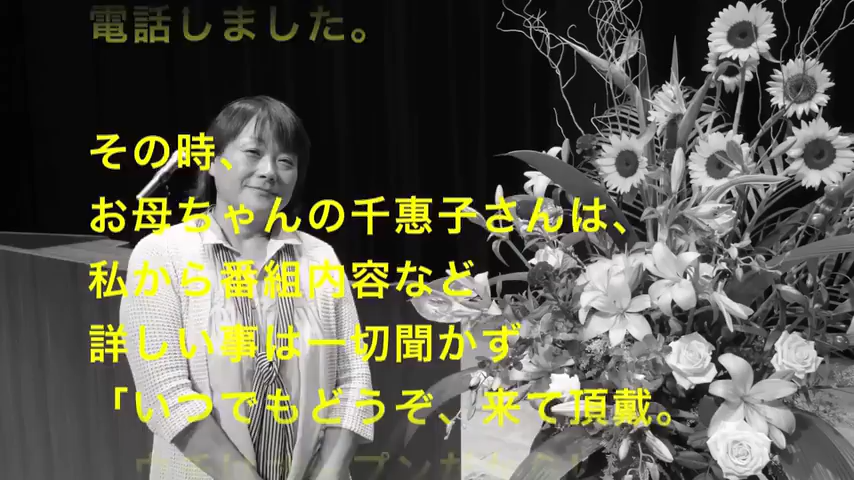 電話しました。
その時、
お母ちゃんの千惠子さんは、
私から番組内容など
詳しい事は一切聞かず
「いつでもどうぞ、来て頂戴。